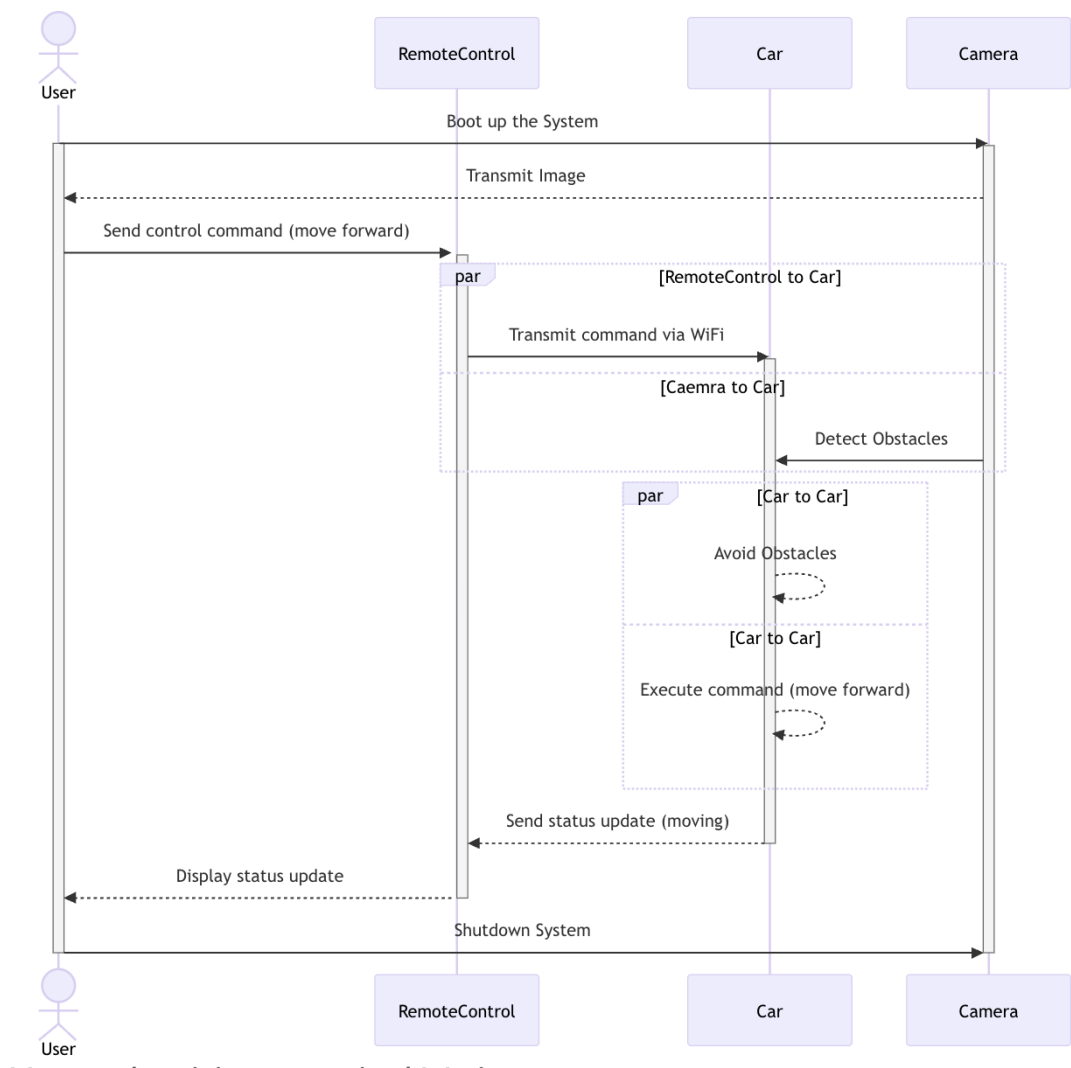 User
RemoteControl
Car
Camera
Boot up the System
Transmit Image
Send control command (move forward)
par
[RemoteControl to Car]
Transmit command via WiFi
[Caemra to Car]
Detect Obstacles
par
[Car to Car]
Avoid Obstacles
[Car to Car]
Execute command (move forward)
Send status update (moving)
Display status update
Shutdown System
User
RemoteControl
Car
Camera